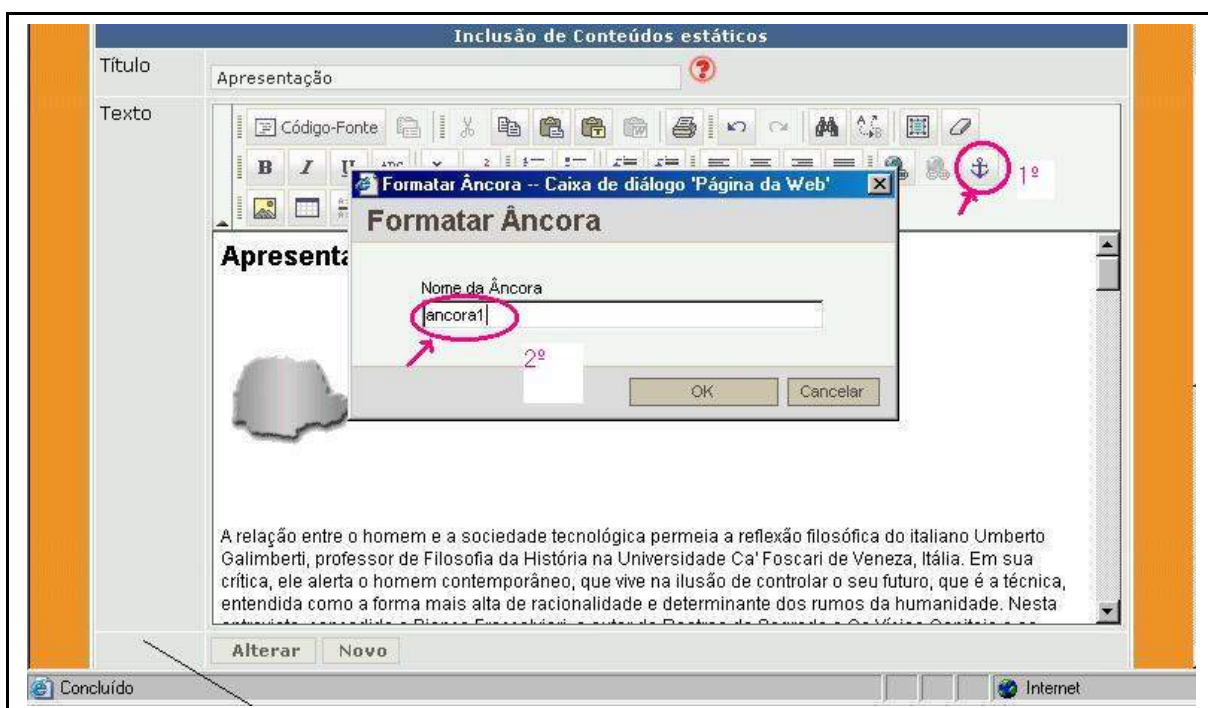 Inclusão de Conteúdos estáticos
Título
Apresentação
Texto
Código-Fonte
B I U ABC
1º
Formatar Âncora -- Caixa de diálogo 'Página da Web'
Formatar Âncora
Nome da Âncora
ancora1
2º
OK Cancelar
A relação entre o homem e a sociedade tecnológica permeia a reflexão filosófica do italiano Umberto
Galimberti, professor de Filosofia da História na Universidade Ca' Foscari de Veneza, Itália. Em sua
crítica, ele alerta o homem contemporâneo, que vive na ilusão de controlar o seu futuro, que é a técnica,
entendida como a forma mais alta de racionalidade e determinante dos rumos da humanidade. Nesta
Alterar Novo
Concluído
Internet